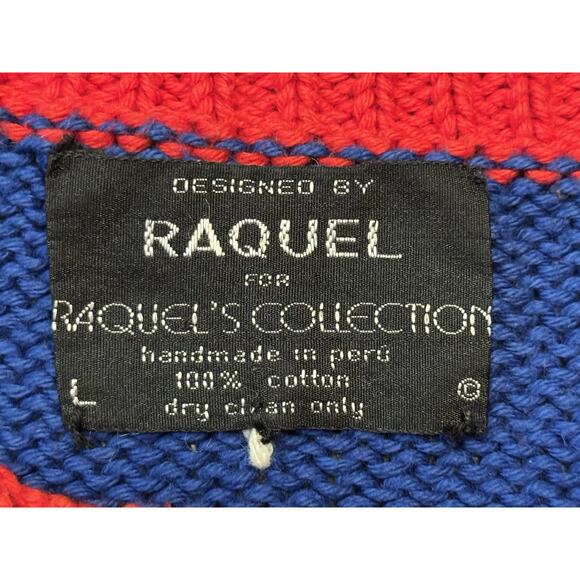 DESIGNED BY
RAQUEL
FOR
RAQUEL'S COLLECTION
handmade in perú
100% cotton
L ©
dry clean only